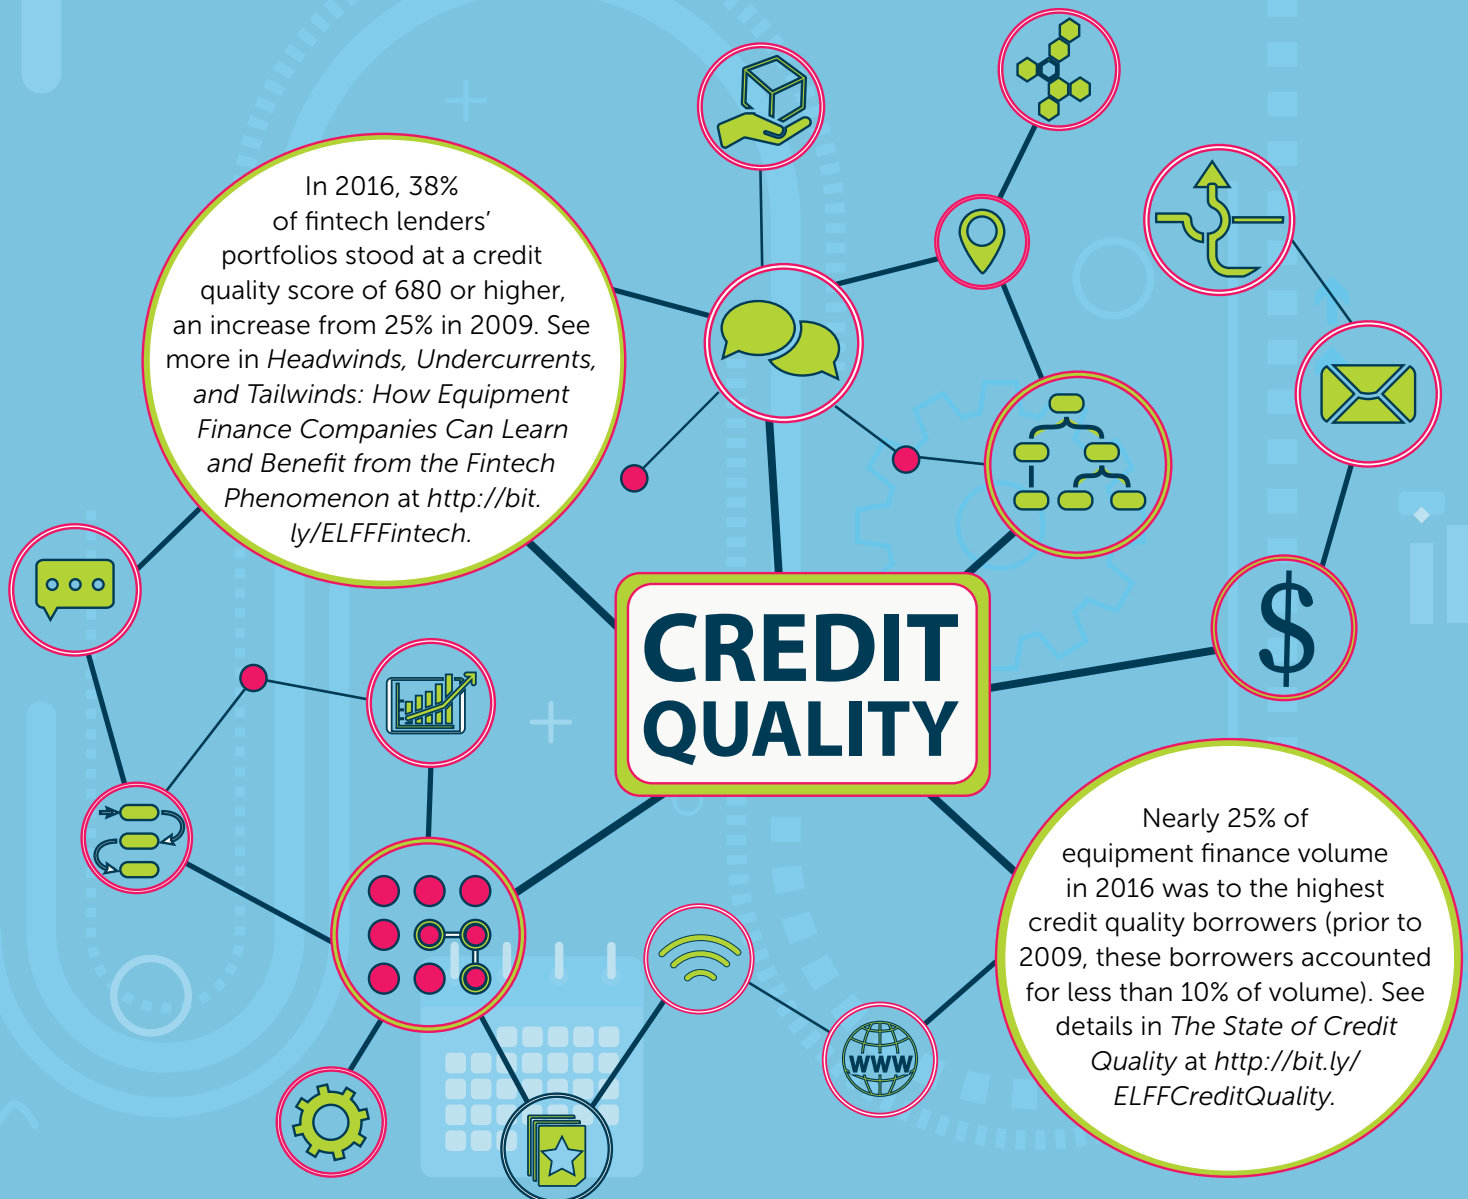 In 2016, 38%
of fintech lenders’
portfolios stood at a credit
quality score of 680 or higher,
an increase from 25% in 2009. See
more in Headwinds, Undercurrents,
and Tailwinds: How Equipment
Finance Companies Can Learn
and Benefit from the Fintech
Phenomenon at http://bit.
ly/ELFFFintech.
CREDIT
QUALITY
$
Nearly 25% of
equipment finance volume
in 2016 was to the highest
credit quality borrowers (prior to
2009, these borrowers accounted
for less than 10% of volume). See
details in The State of Credit
Quality at http://bit.ly/
ELFFCreditQuality.
WWW